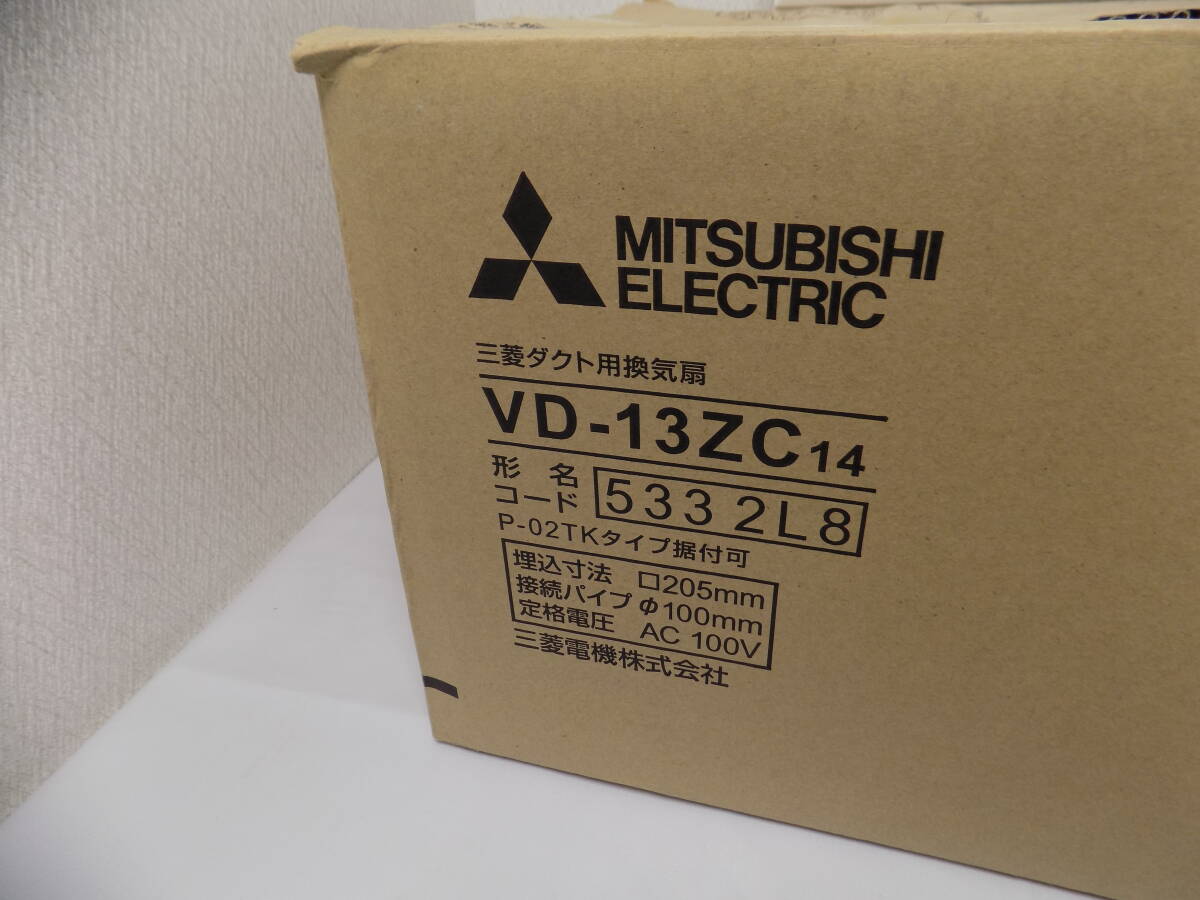 MITSUBISHI
ELECTRIC
三菱ダクト用換気扇
VD-13ZC14
形名
コード 5332L8
P-02TKタイプ据付可
埋込寸法 □205mm
接続パイプ φ100mm
定格電圧 AC 100V
三菱電機株式会社